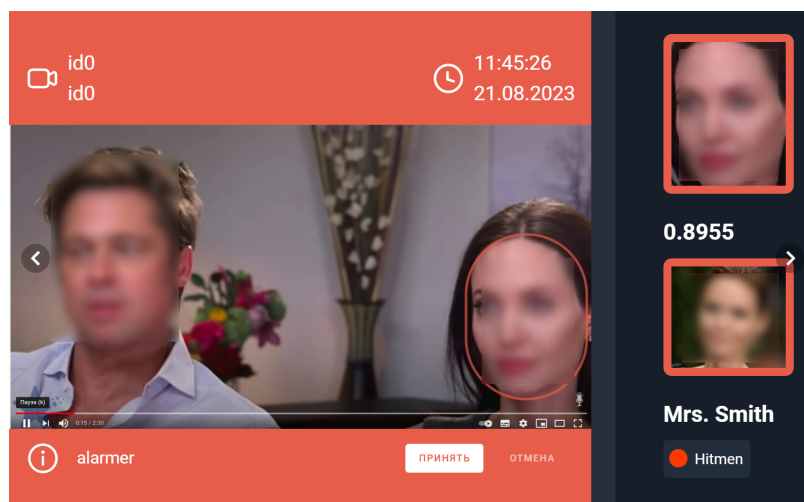 id0
id0
11:45:26
21.08.2023
0.8955
Mrs. Smith
Hitmen
Пауза (k)
0:15 / 2:30
alarmer
ПРИНЯТЬ
ОТМЕНА